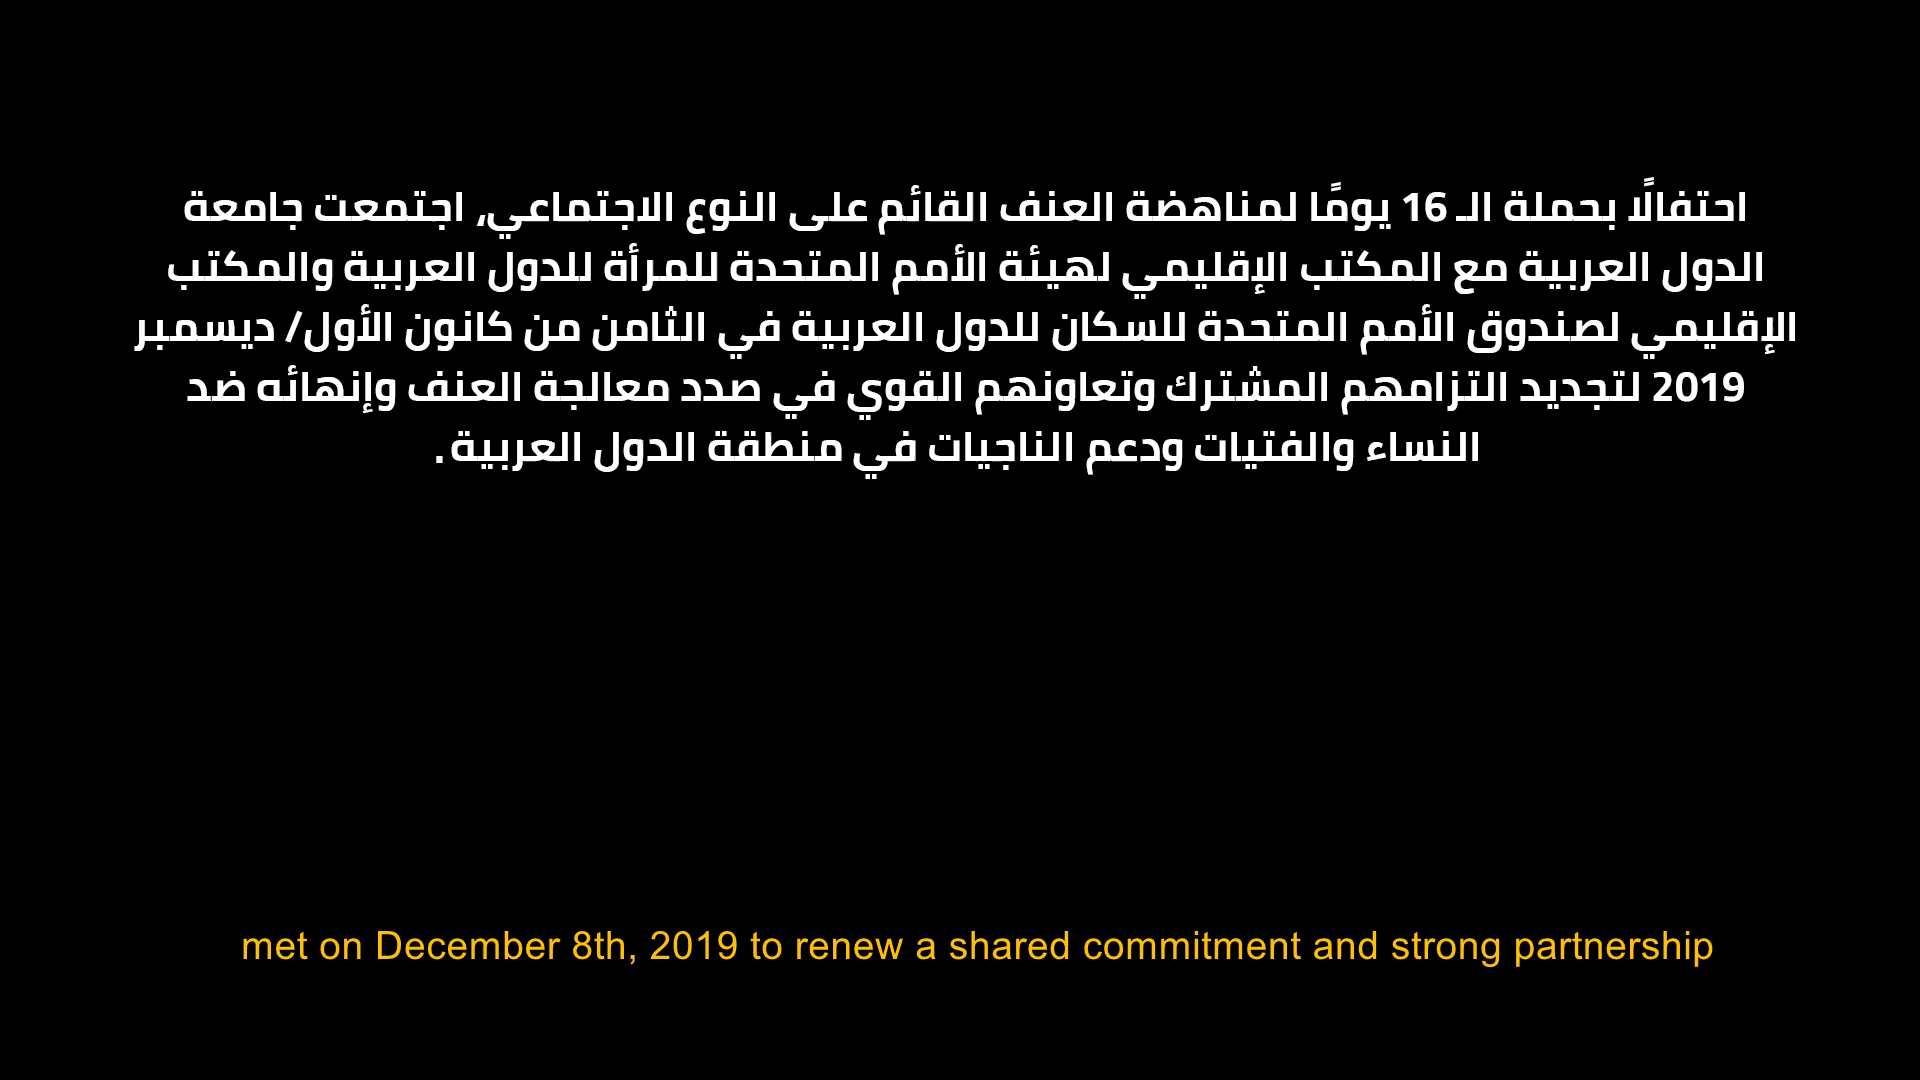 احتفالًا بحملة الـ 16 يومًا لمناهضة العنف القائم على النوع الاجتماعي، اجتمعت جامعة
الدول العربية مع المكتب الإقليمي لهيئة الأمم المتحدة للمرأة للدول العربية والمكتب
الإقليمي لصندوق الأمم المتحدة للسكان للدول العربية في الثامن من كانون الأول/ ديسمبر
2019 لتجديد التزامهم المشترك وتعاونهم القوي في صدد معالجة العنف وإنهائه ضد
النساء والفتيات ودعم الناجيات في منطقة الدول العربية.
met on December 8th, 2019 to renew a shared commitment and strong partnership